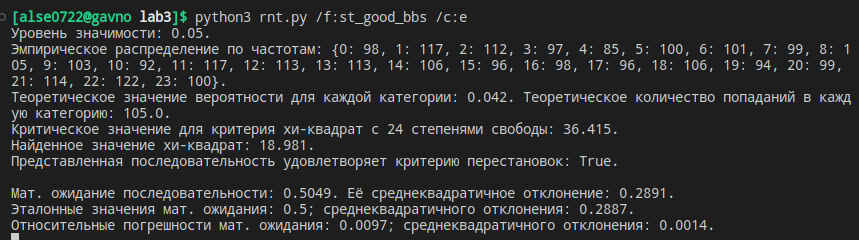 [alse0722@gavno lab3]$ python3 rnt.py /f:st_good_bbs /c:e
Уровень значимости: 0.05.
Эмпирическое распределение по частотам: {0: 98, 1: 117, 2: 112, 3: 97, 4: 85, 5: 100, 6: 101, 7: 99, 8: 1
05, 9: 103, 10: 92, 11: 117, 12: 113, 13: 113, 14: 106, 15: 96, 16: 98, 17: 96, 18: 106, 19: 94, 20: 99,
21: 114, 22: 122, 23: 100}.
Теоретическое значение вероятности для каждой категории: 0.042. Теоретическое количество попаданий в кажд
ую категорию: 105.0.
Критическое значение для критерия хи-квадрат с 24 степенями свободы: 36.415.
Найденное значение хи-квадрат: 18.981.
Представленная последовательность удовлетворяет критерию перестановок: True.
Мат. ожидание последовательности: 0.5049. Её среднеквадратичное отклонение: 0.2891.
Эталонные значения мат. ожидания: 0.5; среднеквадратичного отклонения: 0.2887.
Относительные погрешности мат. ожидания: 0.0097; среднеквадратичного отклонения: 0.0014.